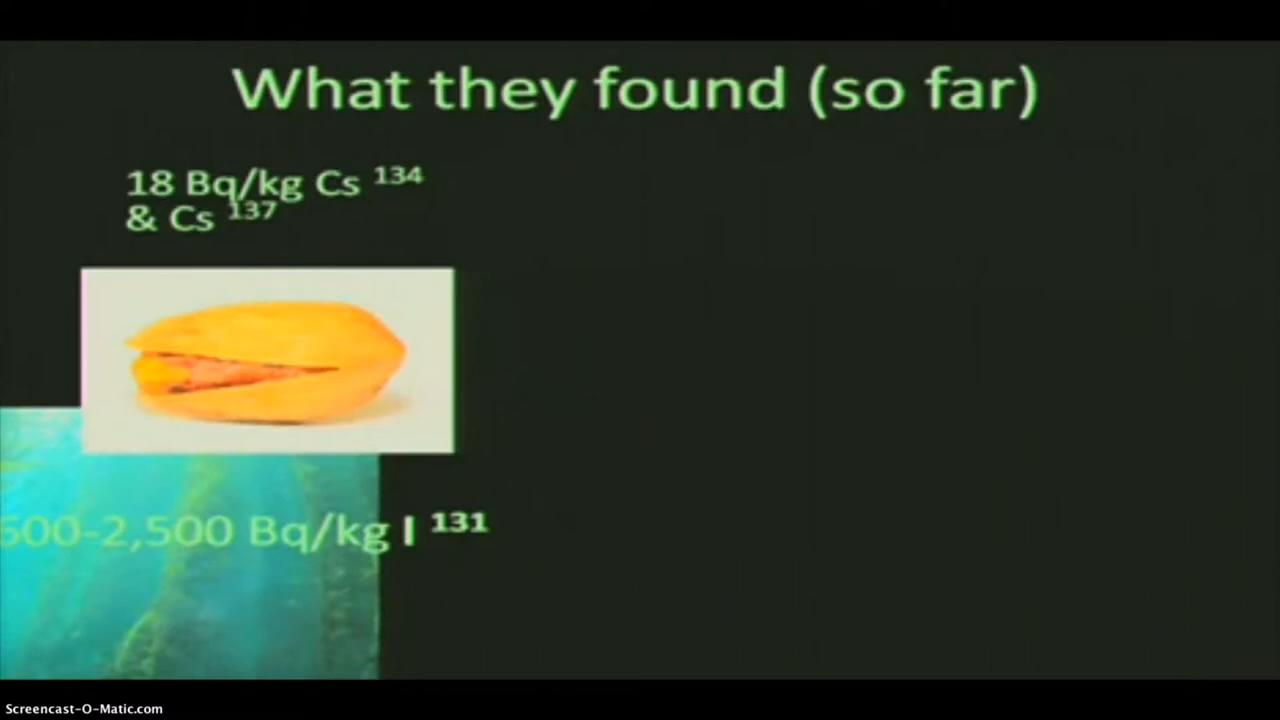 What they found (so far)
18 Bq/kg Cs 134
& Cs 137
600-2,500 Bq/kg I 131
Screencast-O-Matic.com